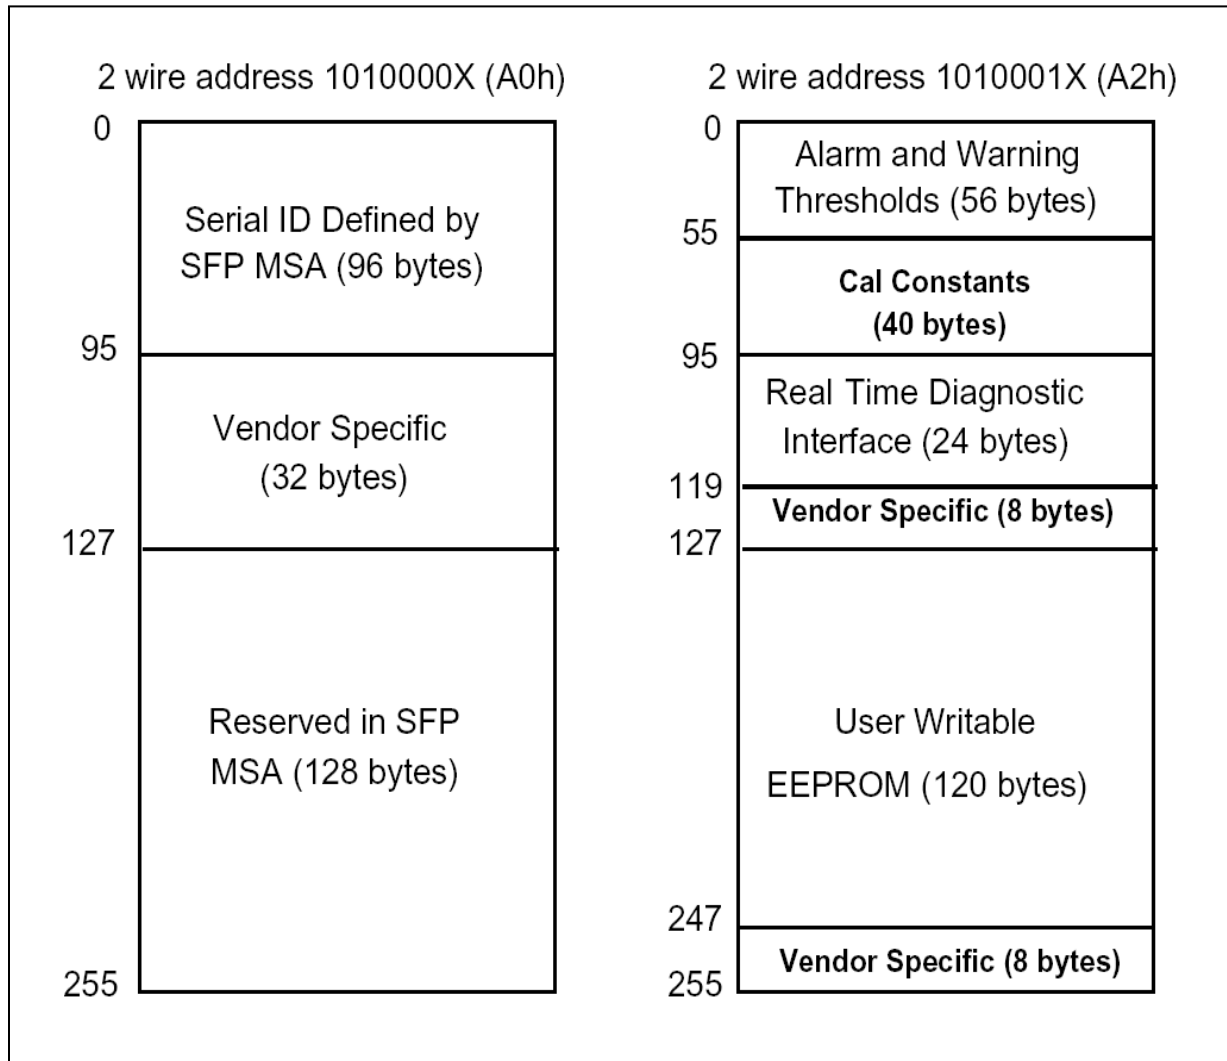 2 wire address 1010000X (A0h)
0
Serial ID Defined by
SFP MSA (96 bytes)
95
Vendor Specific
(32 bytes)
127
Reserved in SFP
MSA (128 bytes)
255
2 wire address 1010001X (A2h)
0
Alarm and Warning
Thresholds (56 bytes)
55
Cal Constants
(40 bytes)
95
Real Time Diagnostic
Interface (24 bytes)
119
Vendor Specific (8 bytes)
127
User Writable
EEPROM (120 bytes)
247
Vendor Specific (8 bytes)
255